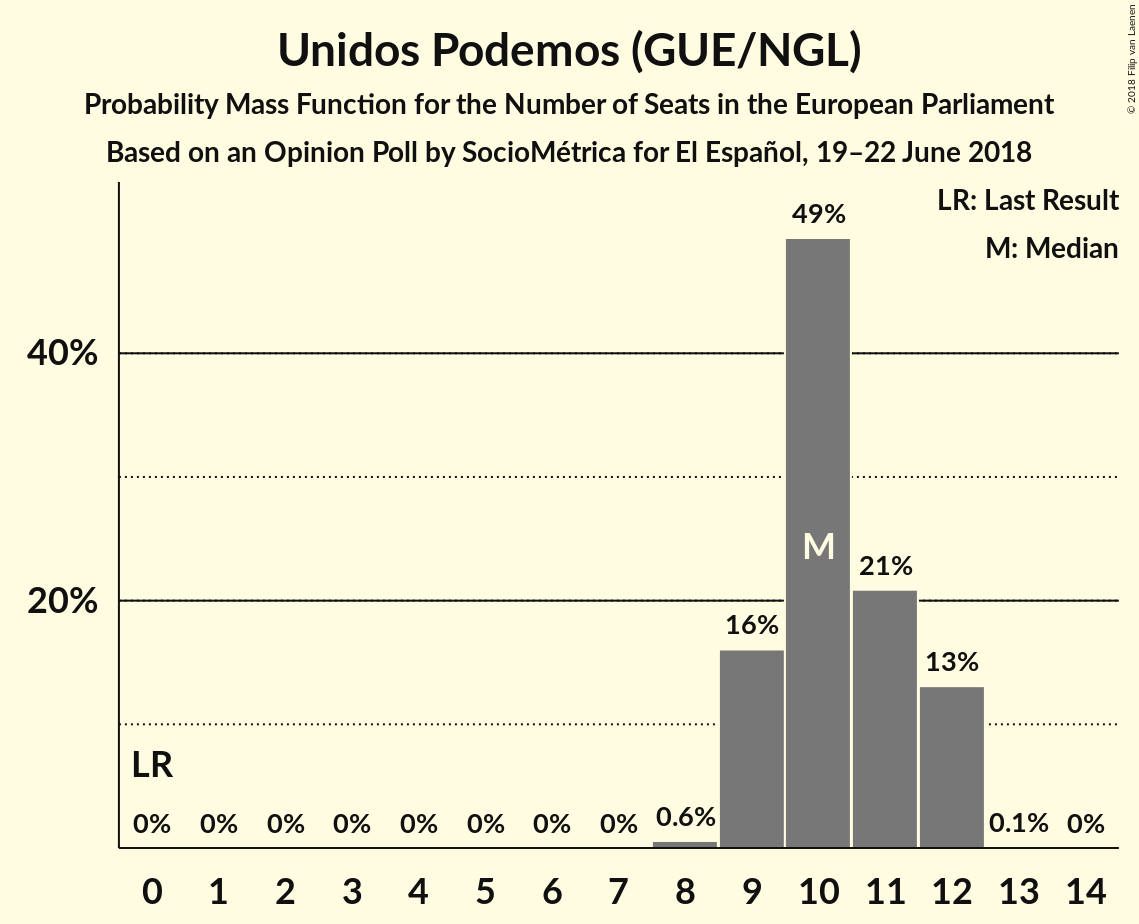 Unidos Podemos (GUE/NGL)
Probability Mass Function for the Number of Seats in the European Parliament
Based on an Opinion Poll by SocioMétrica for El Español, 19–22 June 2018
© 2018 Filip van Laenen
LR: Last Result
M: Median
49%
40%
M
21%
20%
16%
13%
LR
0% 0% 0% 0% 0% 0% 0% 0% 0.6% 0.1% 0%
0 1 2 3 4 5 6 7 8 9 10 11 12 13 14